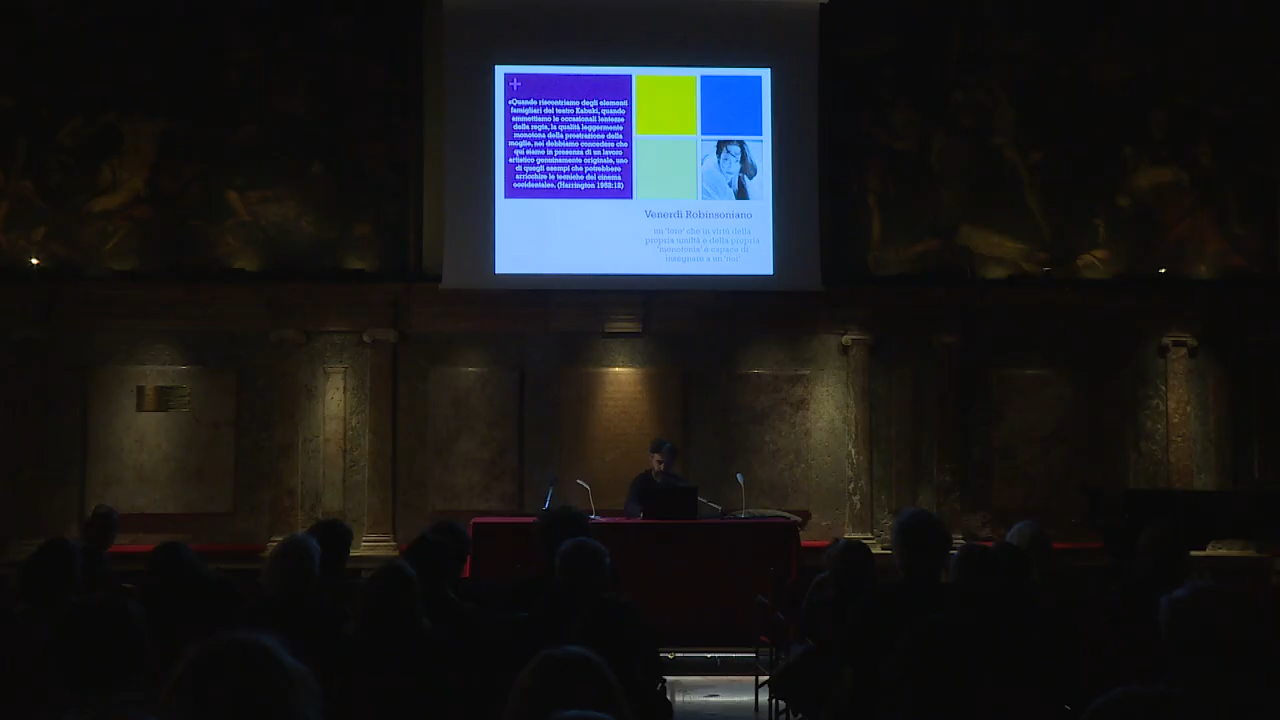 «Quando riscontriamo degli elementi
famigliari del teatro Kabuki, quando
ammettiamo le occasionali lentezze
della regia, la qualità leggermente
monotona della prostrazione della
moglie, noi dobbiamo concedere che
qui siamo in presenza di un lavoro
artistico genuinamente originale, uno
di quegli esempi che potrebbero
arricchire le tecniche del cinema
occidentale». (Harrington 1952:12)
Venerdì Robinsoniano
un 'loro' che in virtù della
propria umiltà e della propria
'monotonia' è capace di
integrare a un 'noi'